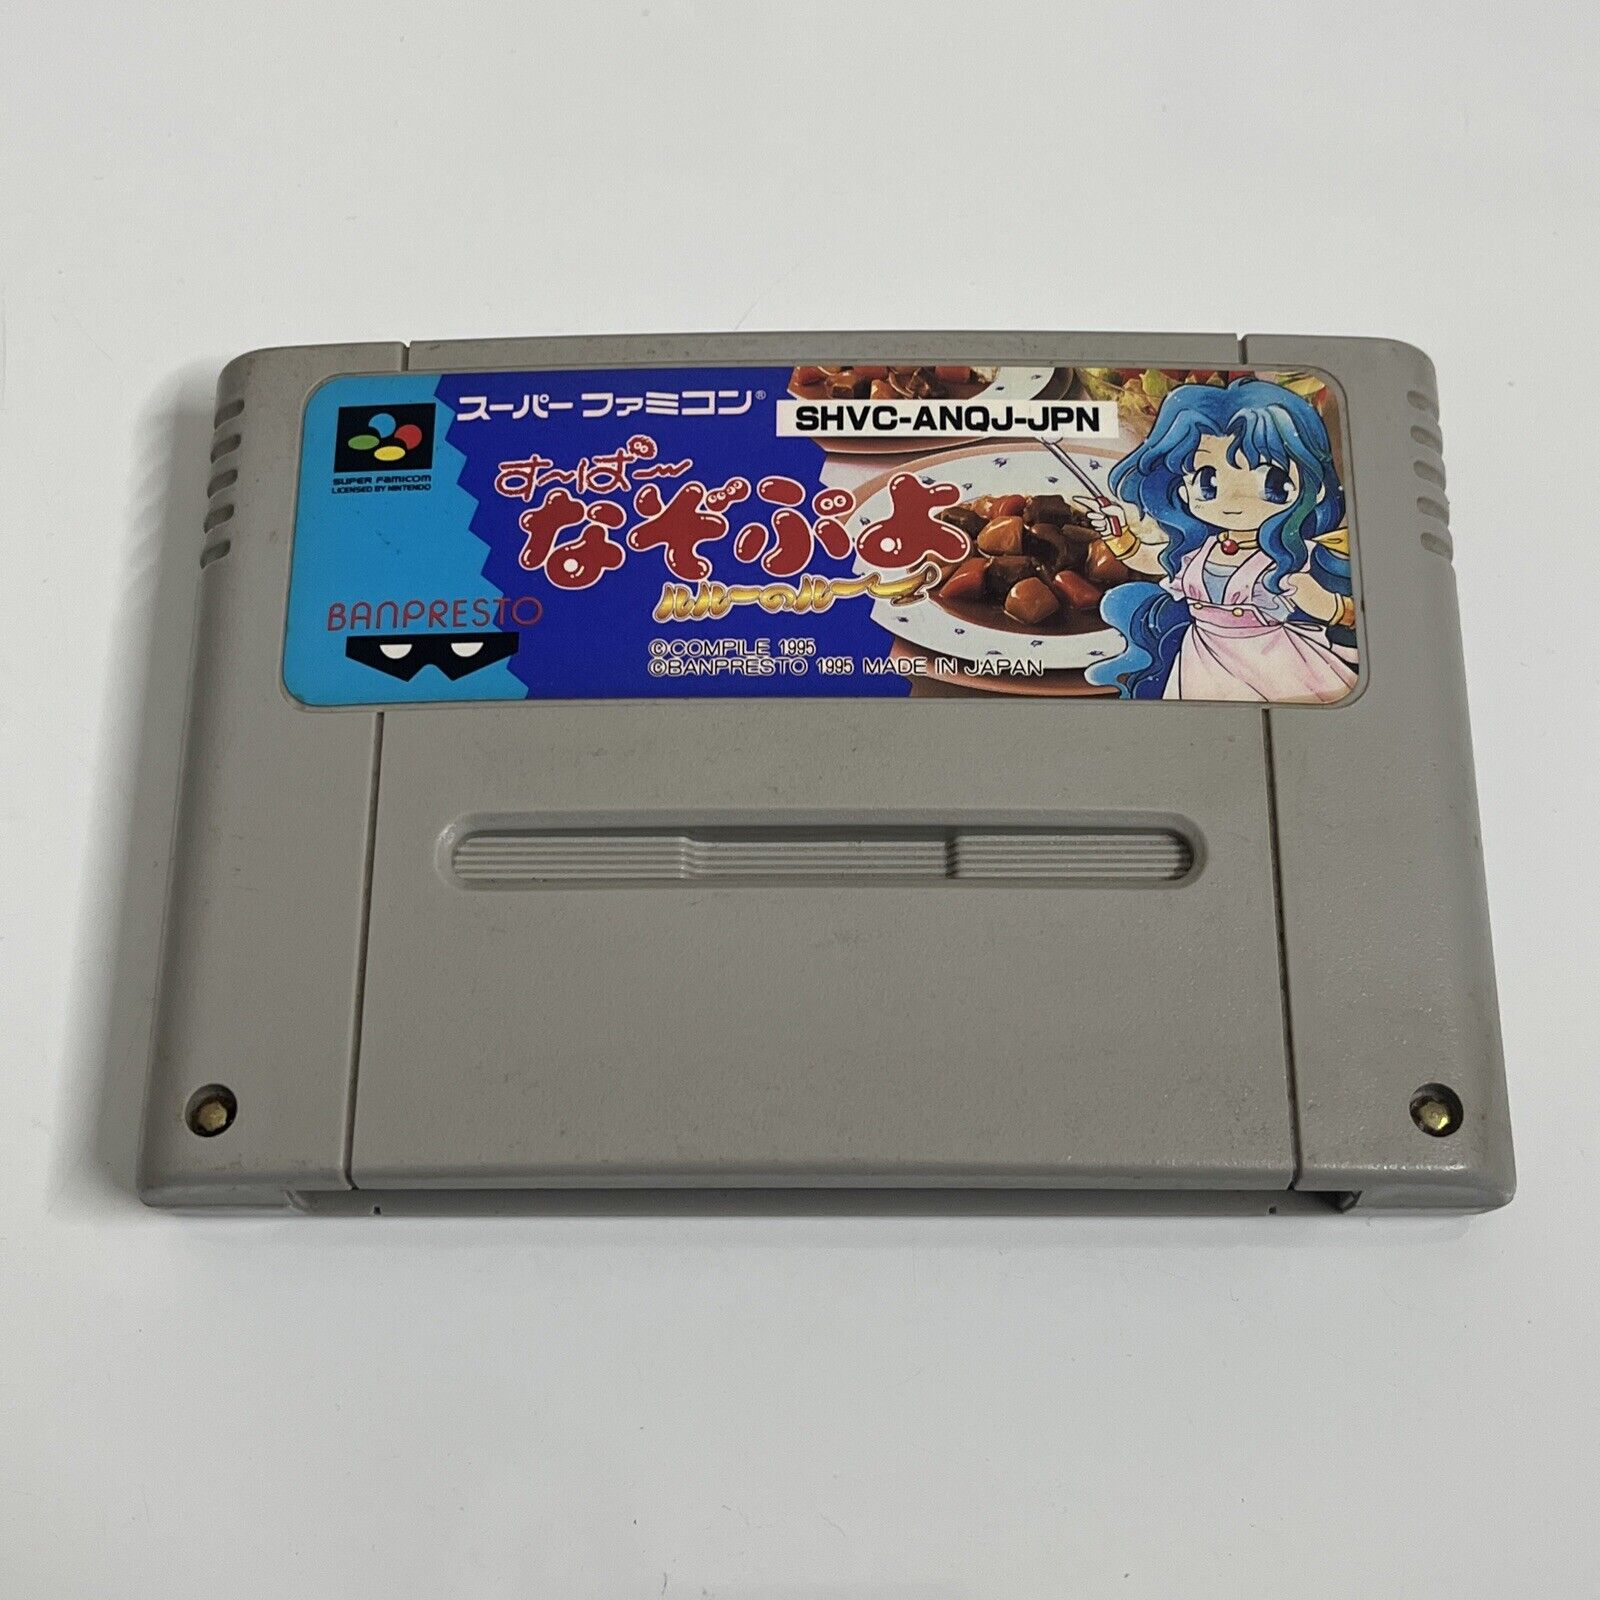 スーパーファミコン®
SHVC-ANQJ-JPN
SUPER FAMICOM
LICENSED BY NINTENDO
す～ぱ～
なぞぷよ
ルルーのルー
BANPRESTO
©COMPILE 1995
©BANPRESTO 1995 MADE IN JAPAN